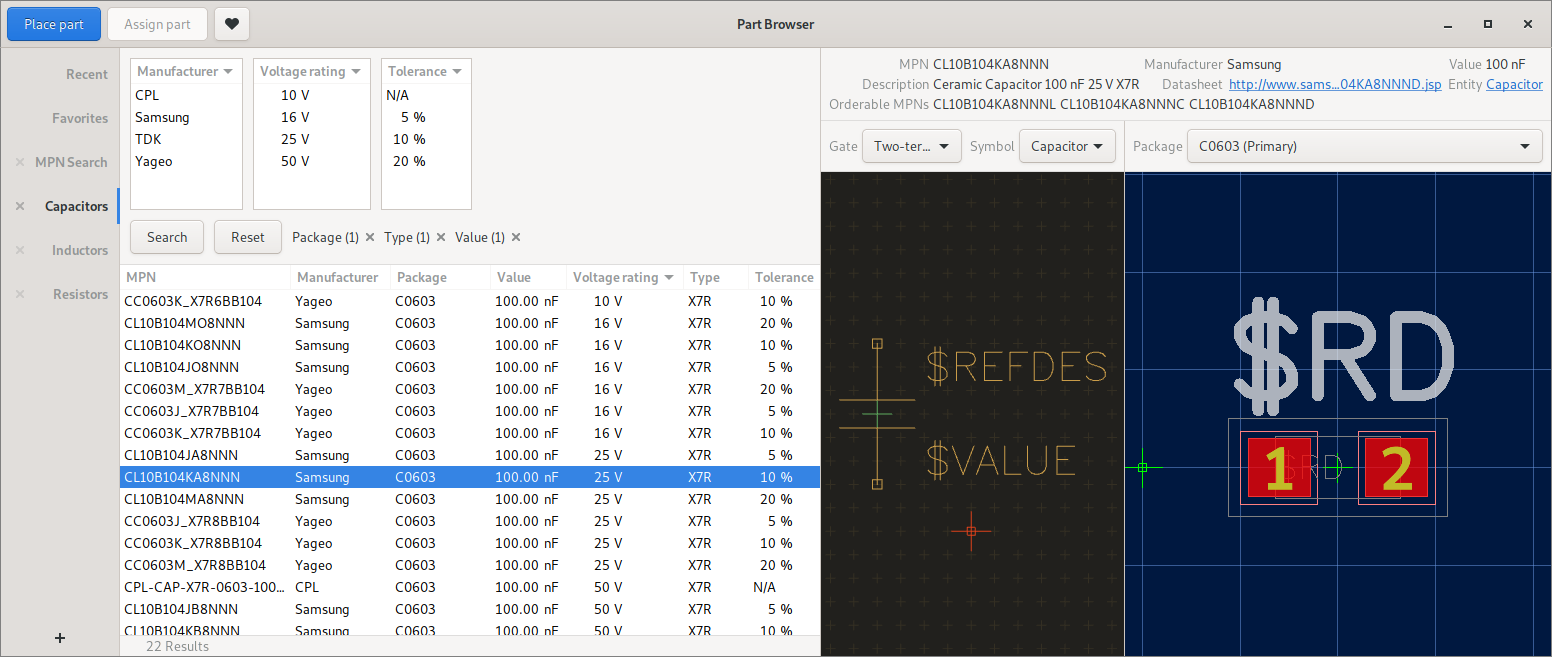 Place part Assign part Part Browser
Recent
Favorites
MPN Search
Capacitors
Inductors
Resistors
Manufacturer Voltage rating Tolerance
CPL 10 V N/A
Samsung 16 V 5 %
TDK 25 V 10 %
Yageo 50 V 20 %
Search Reset Package (1) Type (1) Value (1)
MPN Manufacturer Package Value Voltage rating Type Tolerance
CC0603K_X7R6BB104 Yageo C0603 100.00 nF 10 V X7R 10 %
CL10B104MO8NNN Samsung C0603 100.00 nF 16 V X7R 20 %
CL10B104KO8NNN Samsung C0603 100.00 nF 16 V X7R 10 %
CL10B104JO8NNN Samsung C0603 100.00 nF 16 V X7R 5 %
CC0603M_X7R7BB104 Yageo C0603 100.00 nF 16 V X7R 20 %
CC0603J_X7R7BB104 Yageo C0603 100.00 nF 16 V X7R 5 %
CC0603K_X7R7BB104 Yageo C0603 100.00 nF 16 V X7R 10 %
CL10B104JA8NNN Samsung C0603 100.00 nF 25 V X7R 5 %
CL10B104KA8NNN Samsung C0603 100.00 nF 25 V X7R 10 %
CL10B104MA8NNN Samsung C0603 100.00 nF 25 V X7R 20 %
CC0603J_X7R8BB104 Yageo C0603 100.00 nF 25 V X7R 5 %
CC0603K_X7R8BB104 Yageo C0603 100.00 nF 25 V X7R 10 %
CC0603M_X7R8BB104 Yageo C0603 100.00 nF 25 V X7R 20 %
CPL-CAP-X7R-0603-100... CPL C0603 100.00 nF 50 V X7R N/A
CL10B104JB8NNN Samsung C0603 100.00 nF 50 V X7R 5 %
CL10B104KB8NNN Samsung C0603 100.00 nF 50 V X7R 10 %
22 Results
MPN CL10B104KA8NNN Manufacturer Samsung Value 100 nF
Description Ceramic Capacitor 100 nF 25 V X7R Datasheet http://www.sams...04KA8NNND.jsp Entity Capacitor
Orderable MPNs CL10B104KA8NNNL CL10B104KA8NNNC CL10B104KA8NNND
Gate Two-ter... Symbol Capacitor Package C0603 (Primary)
$REFDES
$VALUE
$RD
1 $RD 2